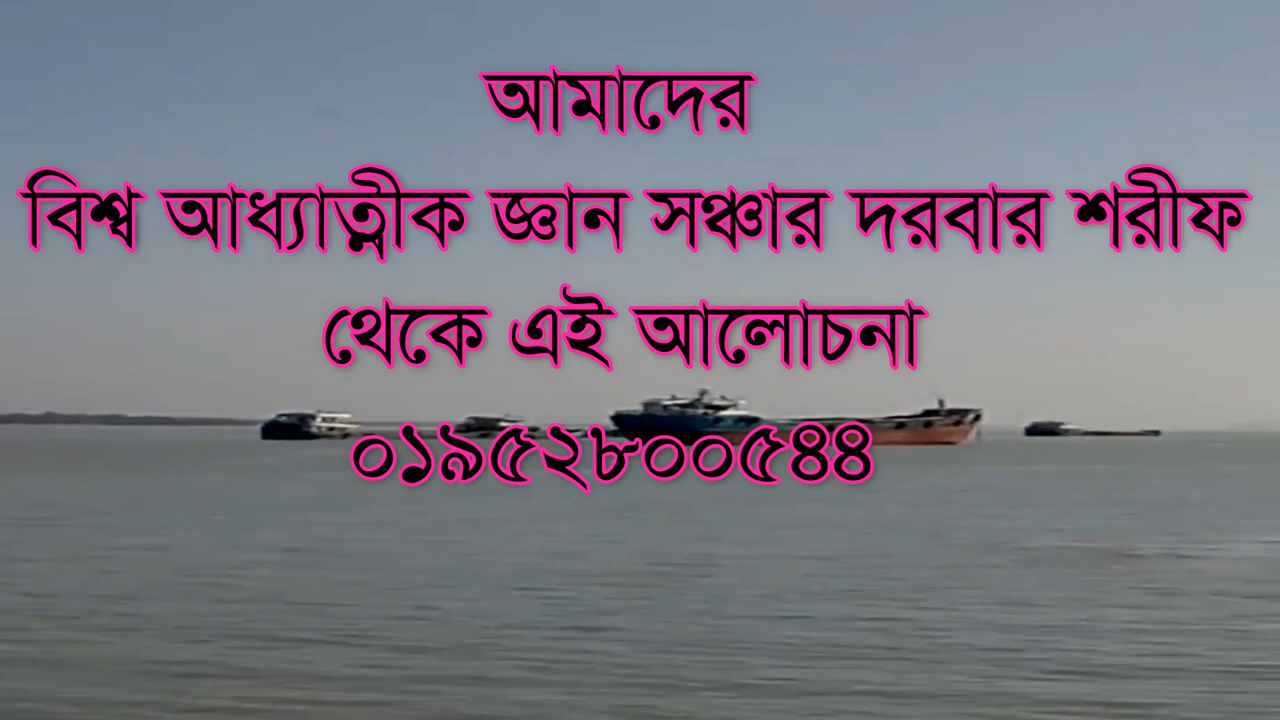 আমাদের
বিশ্ব আধ্যাত্নীক জ্ঞান সঞ্চার দরবার শরীফ
থেকে এই আলোচনা
০১৯৫২৮০০৫৪৪